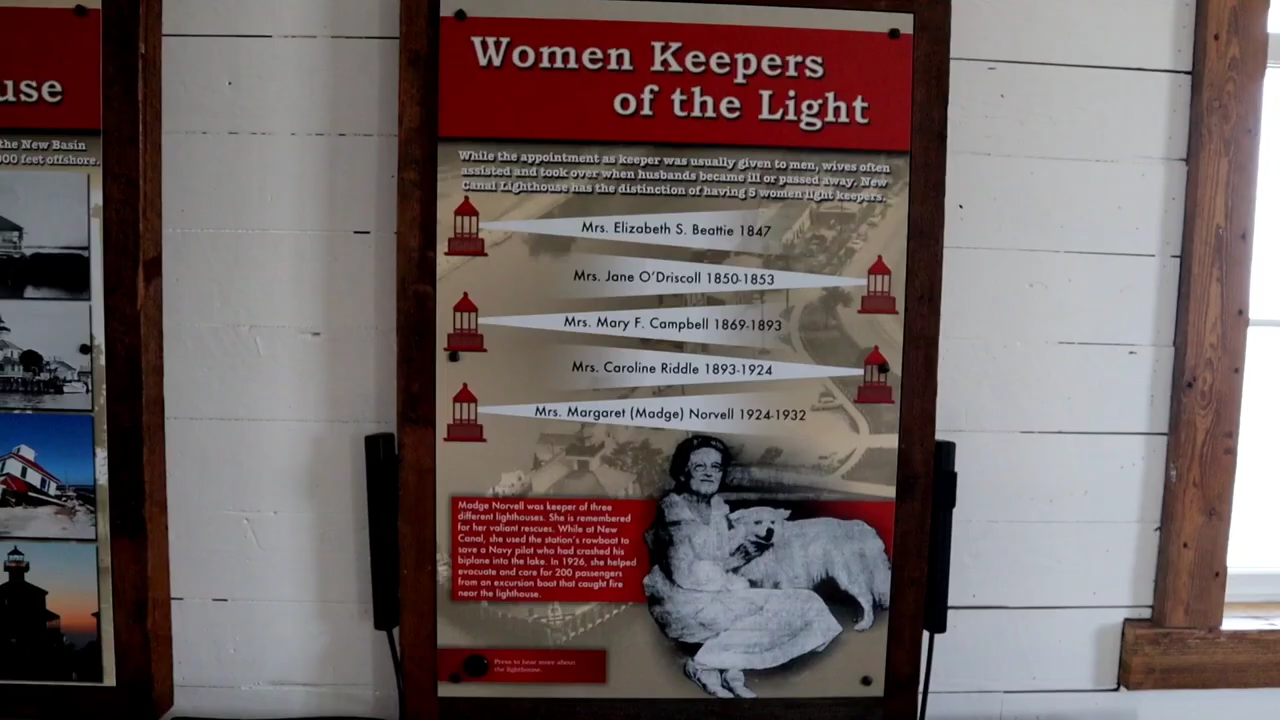 use
the New Basin
00 feet offshore.
Women Keepers
of the Light
While the appointment as keeper was usually given to men, wives often
assisted and took over when husbands became ill or passed away. New
Canal Lighthouse has the distinction of having 5 women light keepers.
Mrs. Elizabeth S. Beattie 1847
Mrs. Jane O'Driscoll 1850-1853
Mrs. Mary F. Campbell 1869-1893
Mrs. Caroline Riddle 1893-1924
Mrs. Margaret (Madge) Norvell 1924-1932
Madge Norvell was keeper of three
different lighthouses. She is remembered
for her valiant rescues. While at New
Canal, she used the station's rowboat to
save a Navy pilot who had crashed his
biplane into the lake. In 1926, she helped
evacuate and care for 200 passengers
from an excursion boat that caught fire
near the lighthouse.
Press to hear more about
the lighthouse.